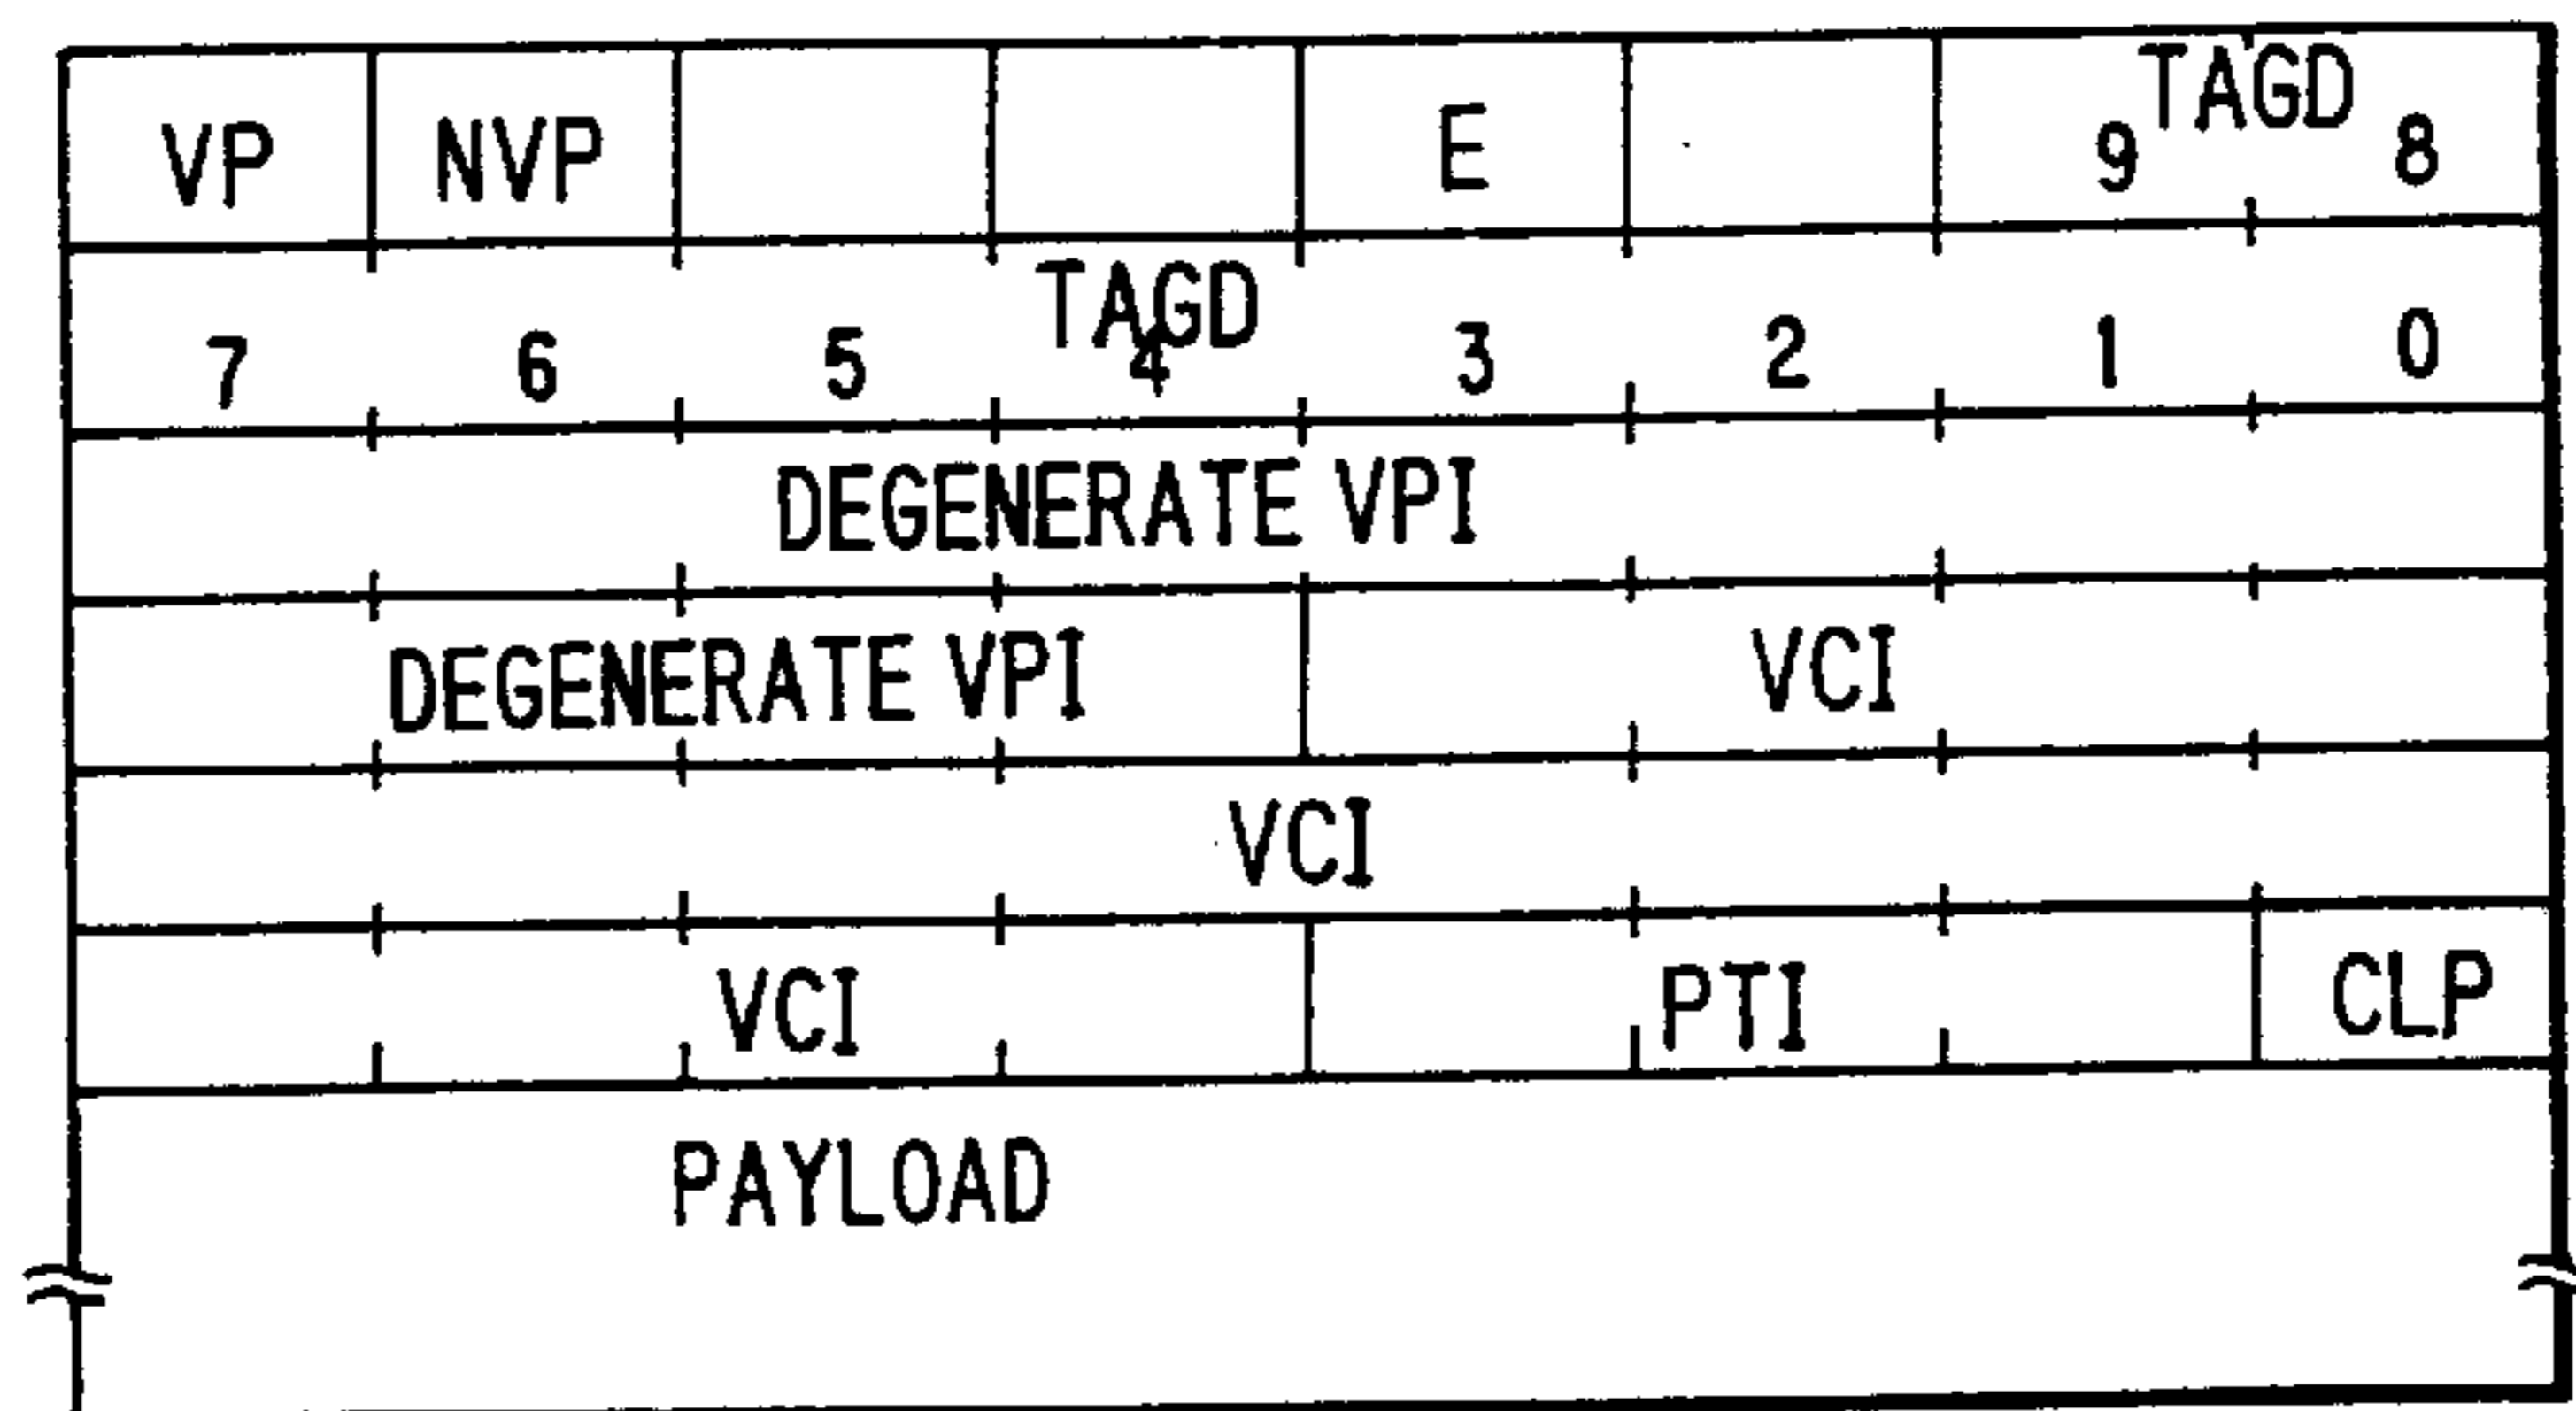 TAGD
VP NVP E 9 8
TAGD
7 6 5 4 3 2 1 0
DEGENERATE VPI
DEGENERATE VPI VCI
VCI
VCI PTI CLP
PAYLOAD